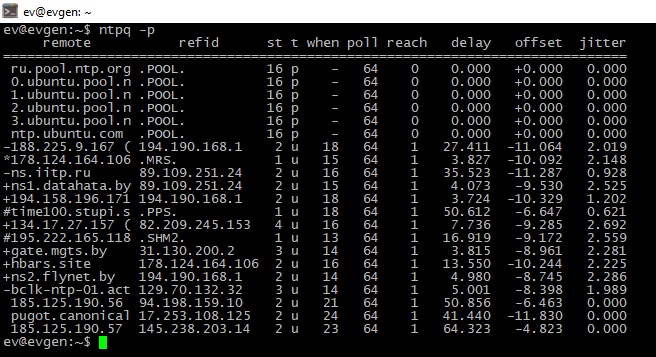 ev@evgen: ~
ev@evgen:~$ ntpq -p
     remote           refid      st t when poll reach   delay   offset  jitter
==============================================================================
 ru.pool.ntp.org .POOL.          16 p    -   64    0    0.000   +0.000   0.000
 0.ubuntu.pool.n .POOL.          16 p    -   64    0    0.000   +0.000   0.000
 1.ubuntu.pool.n .POOL.          16 p    -   64    0    0.000   +0.000   0.000
 2.ubuntu.pool.n .POOL.          16 p    -   64    0    0.000   +0.000   0.000
 3.ubuntu.pool.n .POOL.          16 p    -   64    0    0.000   +0.000   0.000
 ntp.ubuntu.com  .POOL.          16 p    -   64    0    0.000   +0.000   0.000
-188.225.9.167 ( 194.190.168.1    2 u   18   64    1   27.411  -11.064   2.019
*178.124.164.106 .MRS.            1 u   15   64    1    3.827  -10.092   2.148
-ns.iitp.ru      89.109.251.24    2 u   16   64    1   35.523  -11.287   0.928
+ns1.datahata.by 89.109.251.24    2 u   15   64    1    4.073   -9.530   2.525
+194.158.196.171 194.190.168.1    2 u   18   64    1    3.724  -10.329   1.202
#time100.stupi.s .PPS.            1 u   18   64    1   50.612   -6.647   0.621
+134.17.27.157 ( 82.209.245.153   4 u   16   64    1    7.736   -9.285   2.692
#195.222.165.118 .SHM2.           1 u   13   64    1   16.919   -9.172   2.559
+gate.mgts.by    31.130.200.2     3 u   14   64    1    3.815   -8.961   2.281
+hbars.site      178.124.164.106  2 u   16   64    1   13.550  -10.244   2.225
+ns2.flynet.by   194.190.168.1    2 u   14   64    1    4.980   -8.745   2.286
-bclk-ntp-01.act 129.70.132.32    3 u   14   64    1    5.001   -8.398   1.989
 185.125.190.56  94.198.159.10    2 u   21   64    1   50.856   -6.463   0.000
 pugot.canonical 17.253.108.125   2 u   24   64    1   41.440  -11.830   0.000
 185.125.190.57  145.238.203.14   2 u   23   64    1   64.323   -4.823   0.000
ev@evgen:~$